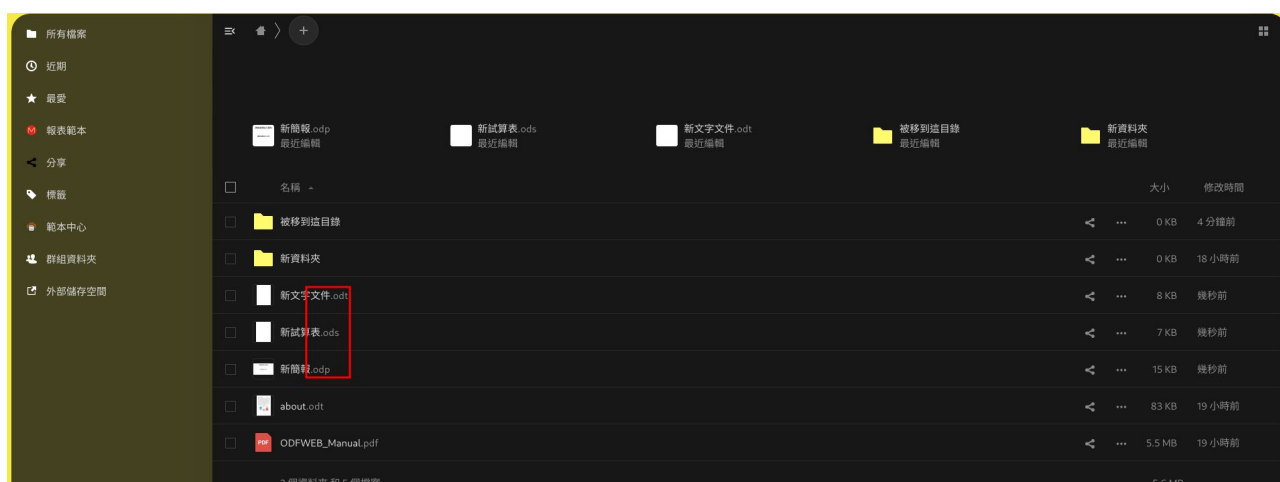 所有檔案
近期
最愛
報表範本
分享
標籤
範本中心
群組資料夾
外部儲存空間
新簡報.odp
最近編輯
新試算表.ods
最近編輯
新文字文件.odt
最近編輯
被移到這目錄
最近編輯
新資料夾
最近編輯
名稱 大小 修改時間
被移到這目錄 0 KB 4 分鐘前
新資料夾 0 KB 18 小時前
新文字文件.odt 8 KB 幾秒前
新試算表.ods 7 KB 幾秒前
新簡報.odp 15 KB 幾秒前
about.odt 83 KB 19 小時前
PDF ODFWEB_Manual.pdf 5.5 MB 19 小時前